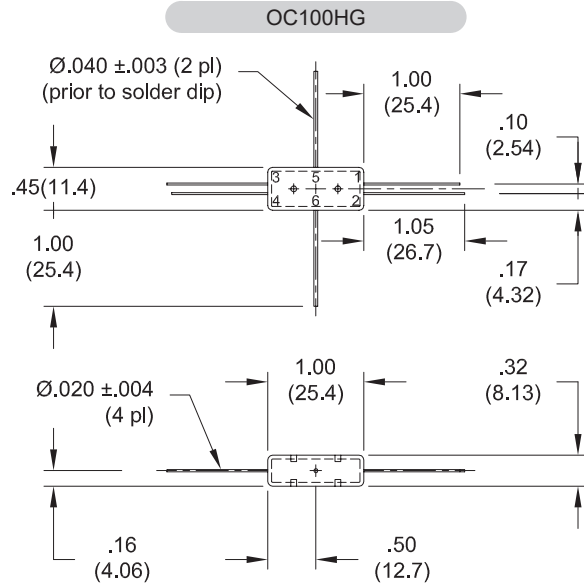 OC100HG
Ø.040 ±.003 (2 pl)
(prior to solder dip)
1.00
(25.4)
.10
(2.54)
3 5 1
4 6 2
.45(11.4)
1.00
(25.4)
1.05
(26.7)
.17
(4.32)
Ø.020 ±.004
(4 pl)
1.00
(25.4)
.32
(8.13)
.16
(4.06)
.50
(12.7)